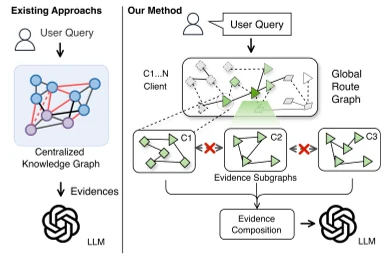 Existing Approachs
User Query
Centralized
Knowledge Graph
Evidences
LLM
Our Method
User Query
C1...N
Client
Global
Route
Graph
C1
C2
C3
Evidence Subgraphs
Evidence
Composition
LLM